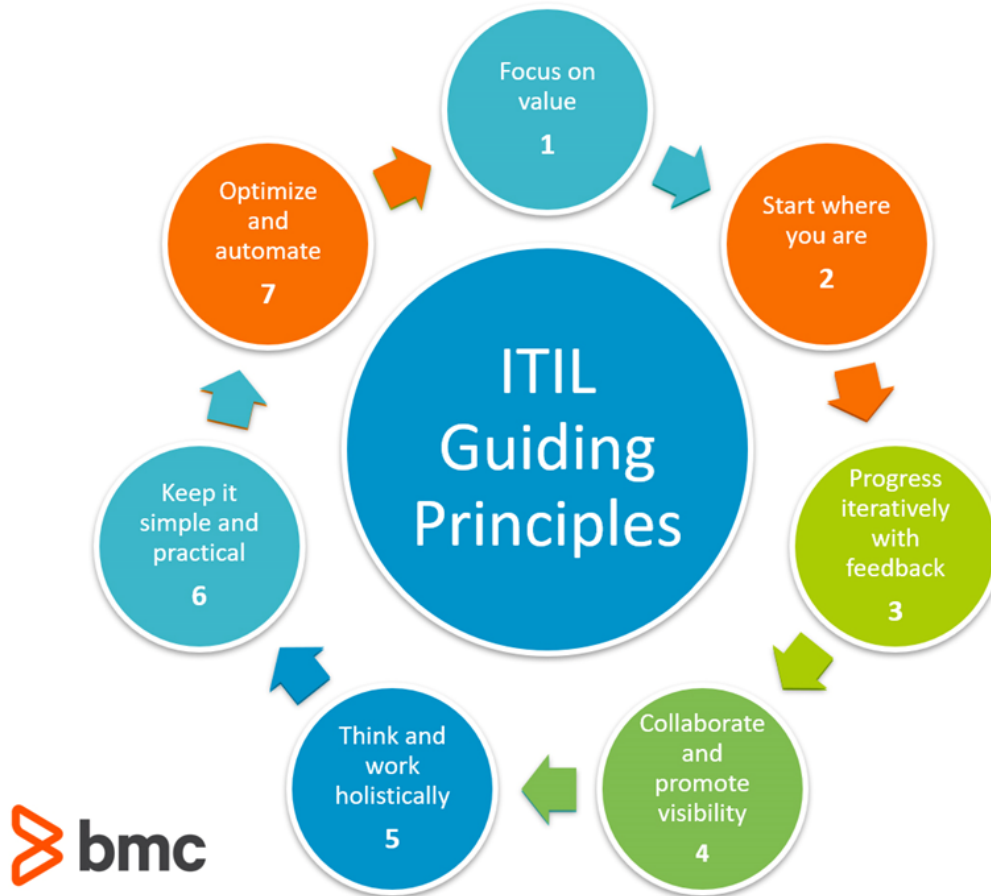 Focus on
value
1
Start where
you are
2
Progress
iteratively
with
feedback
3
Collaborate
and
promote
visibility
4
Think and
work
holistically
5
Keep it
simple and
practical
6
Optimize
and
automate
7
ITIL
Guiding
Principles
bmc